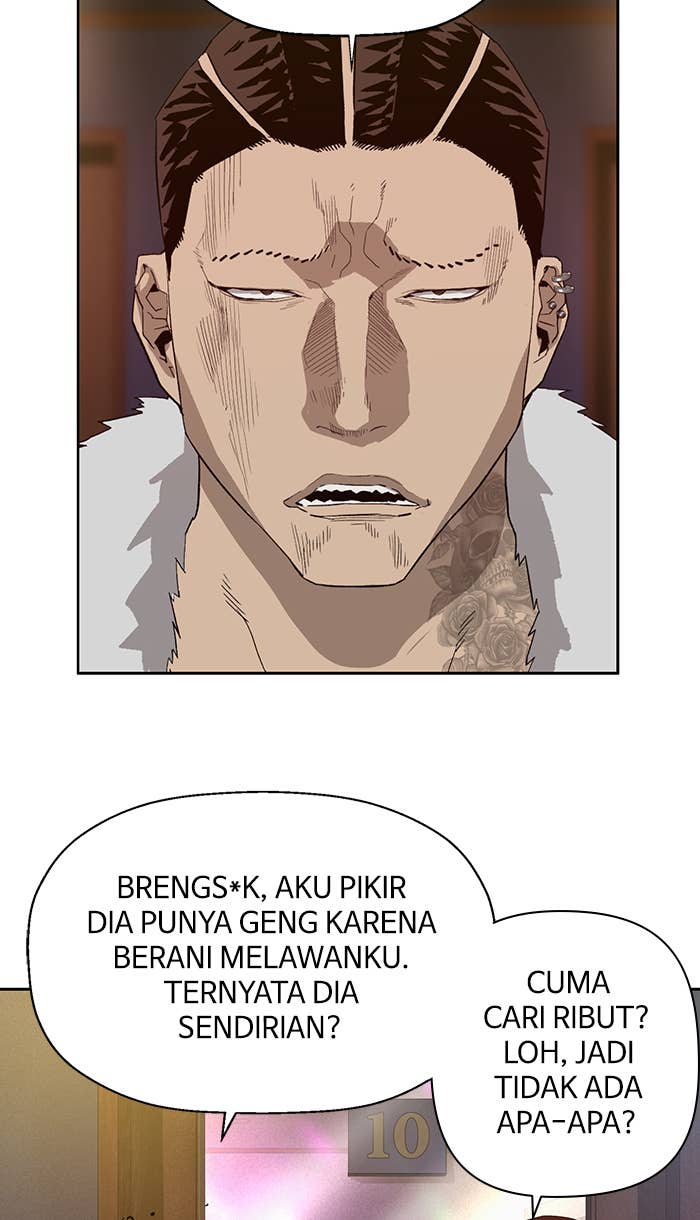 BRENGS*K, AKU PIKIR
DIA PUNYA GENG KARENA
BERANI MELAWANKU.
TERNYATA DIA
SENDIRIAN?
CUMA
CARI RIBUT?
LOH, JADI
TIDAK ADA
APA-APA?
10